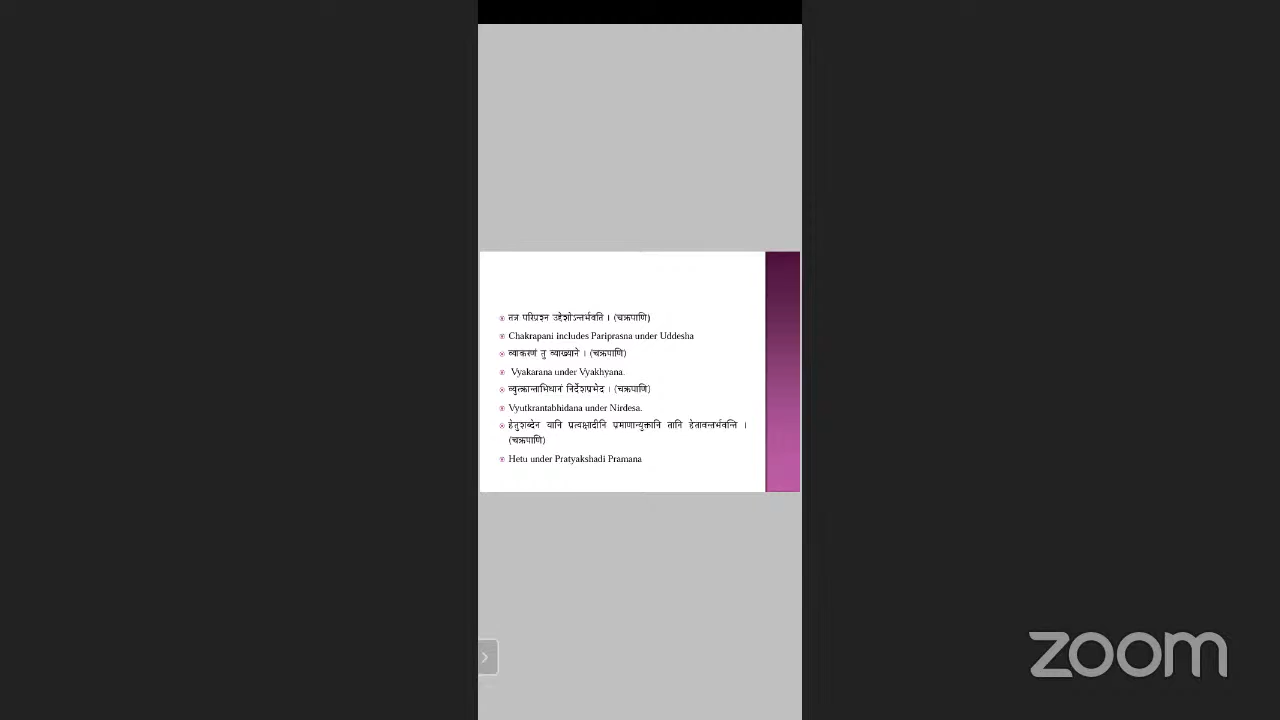 तत्र परिप्रश्न उद्देशोऽन्तर्भवति । (चक्रपाणि)
Chakrapani includes Pariprasna under Uddesha
व्याकरणं तु व्याख्याने । (चक्रपाणि)
Vyakarana under Vyakhyana.
व्युत्क्रान्ताभिधानं निर्देशप्रभेद । (चक्रपाणि)
Vyutkrantabhidana under Nirdesa.
हेतुशब्देन यानि प्रत्यक्षादीनि प्रमाणान्युक्तानि तानि हेतावन्तर्भवन्ति ।
(चक्रपाणि)
Hetu under Pratyakshadi Pramana
zoom